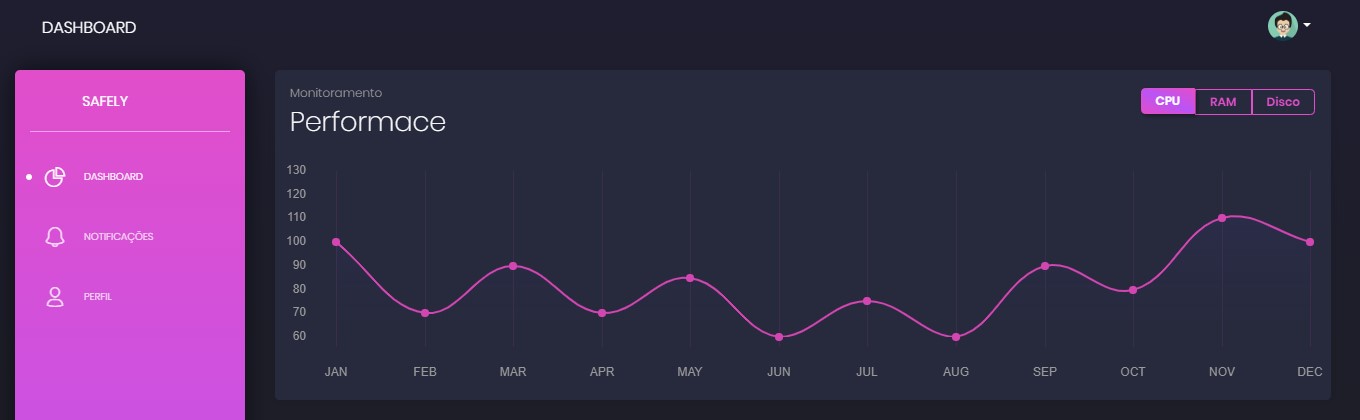 DASHBOARD
SAFELY
DASHBOARD
NOTIFICAÇÕES
PERFIL
Monitoramento
Performace
CPU RAM Disco
130
120
110
100
90
80
70
60
JAN FEB MAR APR MAY JUN JUL AUG SEP OCT NOV DEC